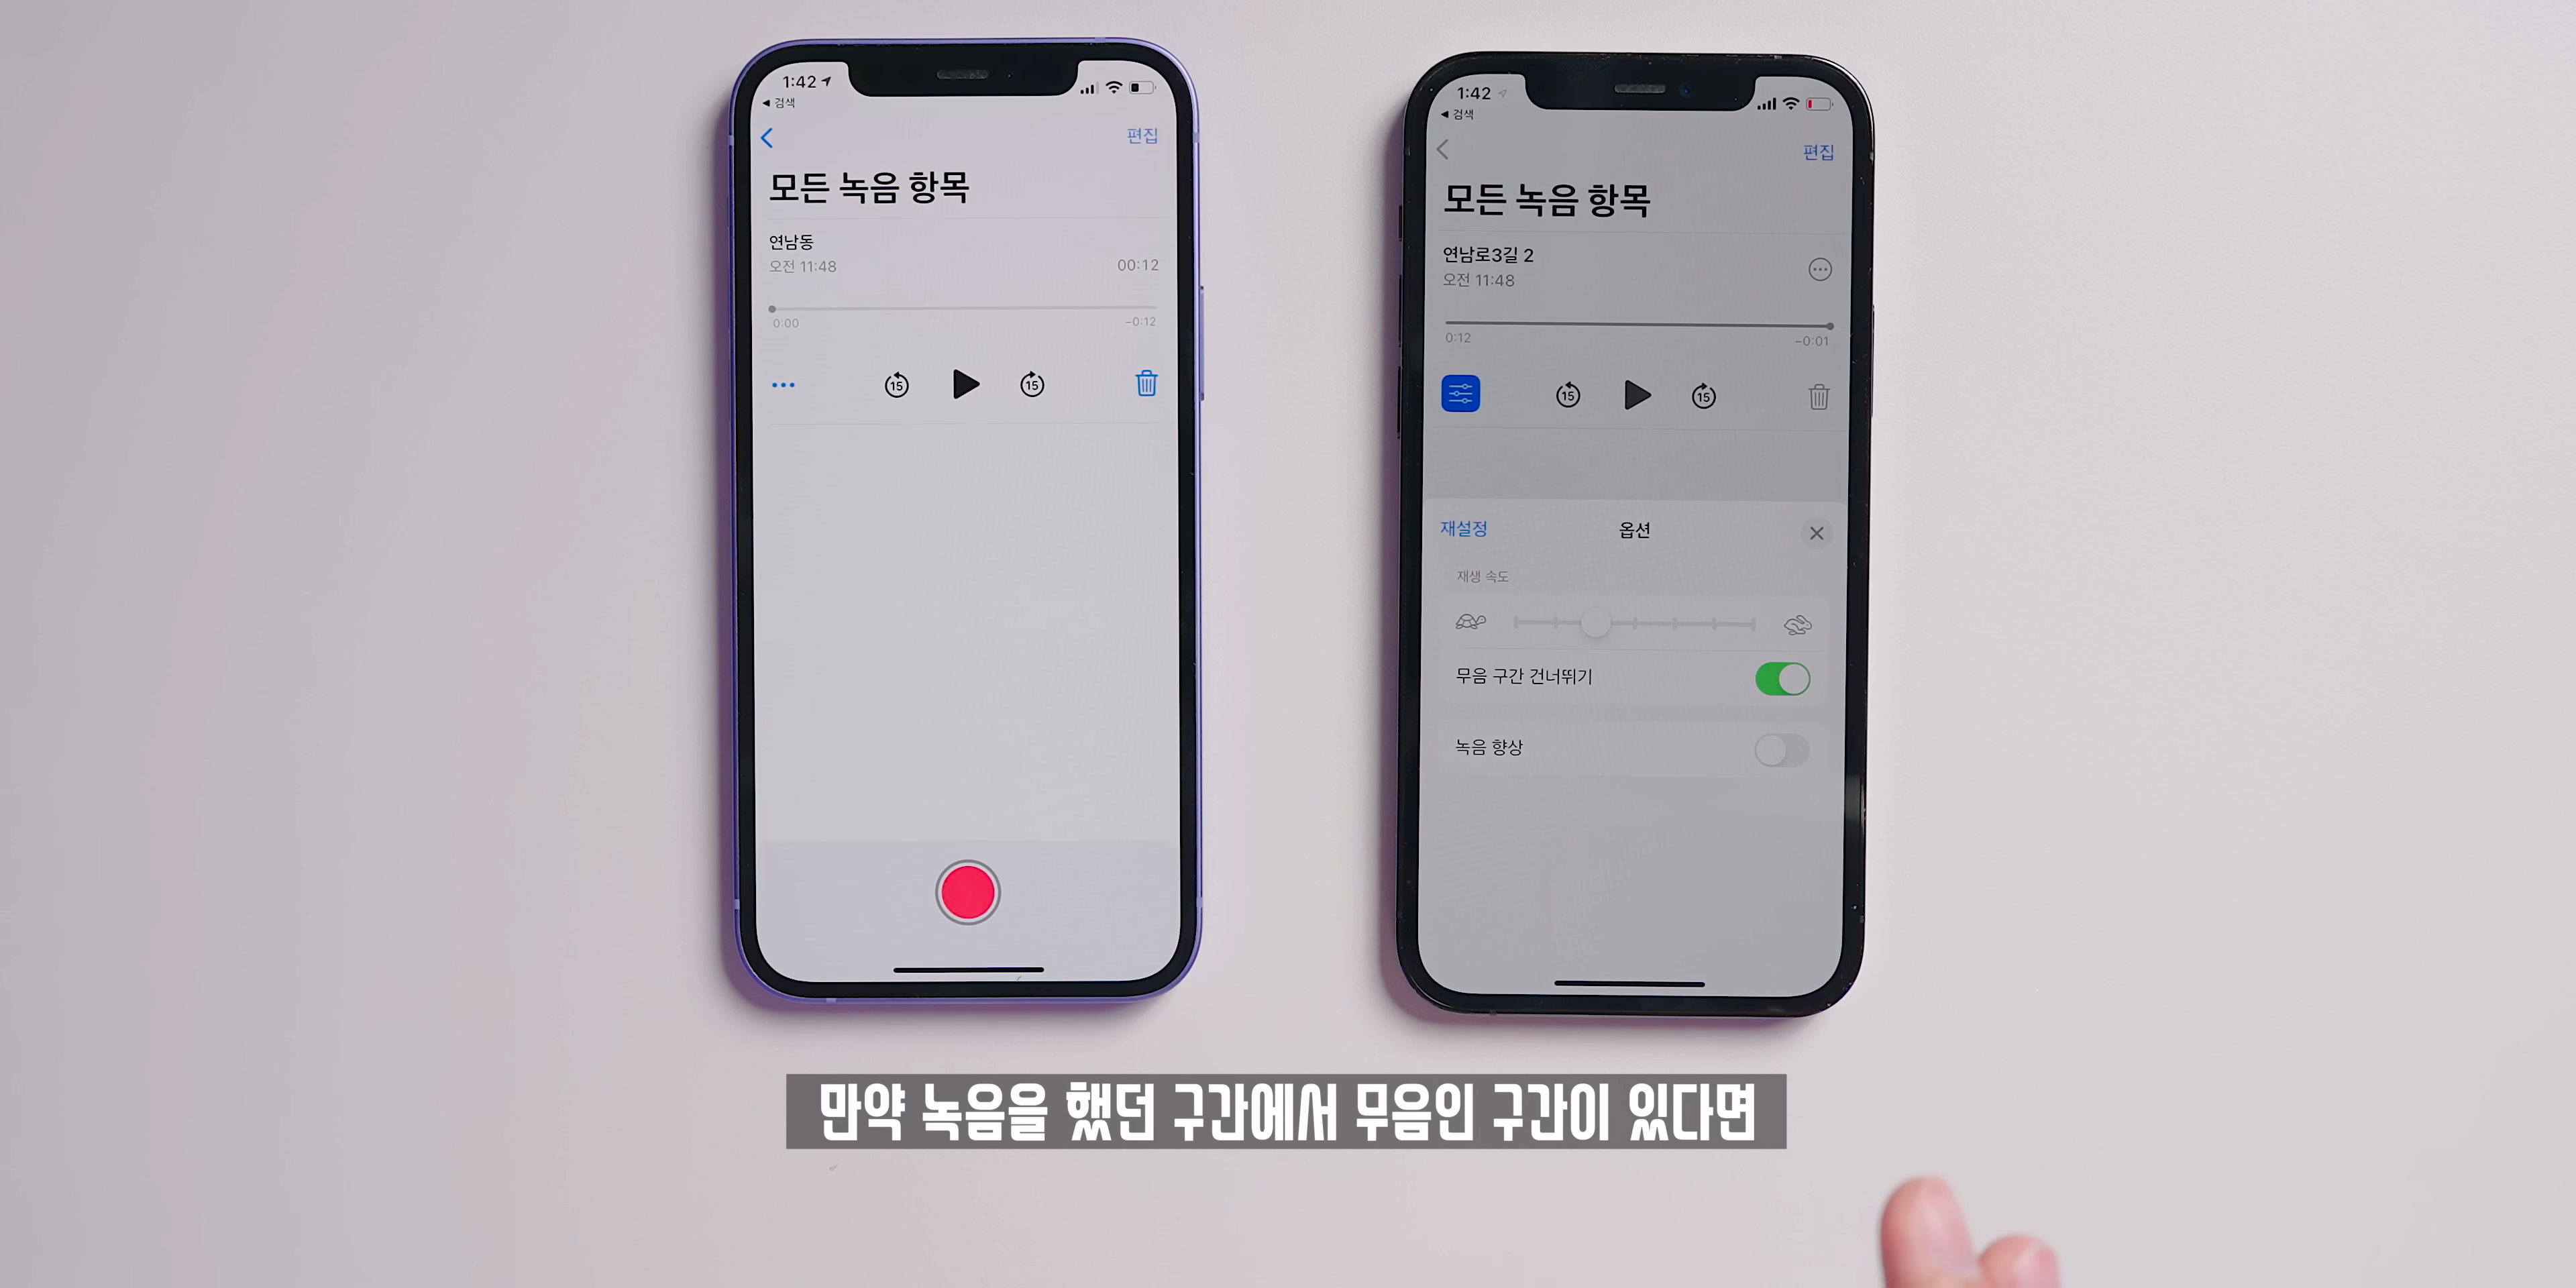 1:42
검색
편집
모든 녹음 항목
연남동
오전 11:48
00:12
0:00
-0:12
15
15
1:42
검색
편집
모든 녹음 항목
연남로3길 2
오전 11:48
0:12
-0:01
15
15
재설정
옵션
재생 속도
무음 구간 건너뛰기
녹음 향상
만약 녹음을 했던 구간에서 무음인 구간이 있다면